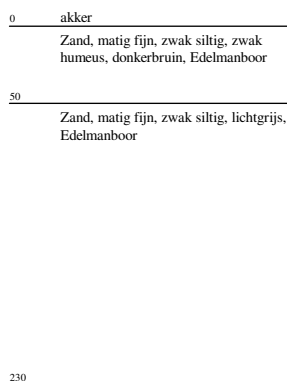 0 akker
Zand, matig fijn, zwak siltig, zwak
humeus, donkerbruin, Edelmanboor
50
Zand, matig fijn, zwak siltig, lichtgrijs,
Edelmanboor
230